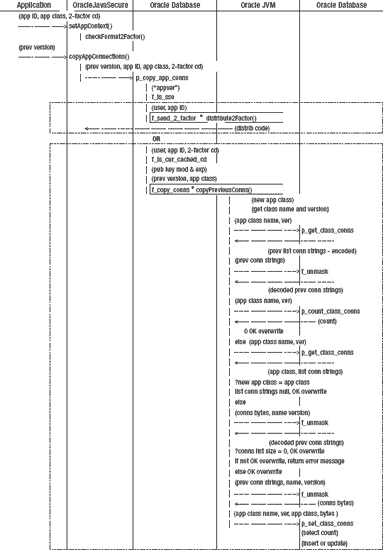 Application OracleJavaSecure Oracle Database Oracle JVM Oracle Database
(app ID, app class, 2-factor cd)
setAppContext()
checkFormat2Factor()
(prev version)
copyAppConnections()
(prev version, app ID, app class, 2-factor cd)
p_copy_app_conns
("appver")
f_is_sso
(user, app ID)
f_send_2_factor * distribute2Factor()
(distrib code)
OR
(user, app ID, 2-factor cd)
f_is_cur_cached_cd
(pub key mod & exp)
(prev version, app class)
f_copy_conns * copyPreviousConns()
(new app class)
(get class name and version)
(app class name, ver)
p_get_class_conns
(prev list conn strings - encoded)
(prev conn strings)
f_unmask
(decoded prev conn strings)
(app class name, ver)
p_count_class_conns
(count)
0 OK overwrite
else (app class name, ver)
p_get_class_conns
(app class, list conn strings)
?new app class = app class
list conn strings null, OK overwrite
else
(conns bytes, name version)
f_unmask
(decoded prev conn strings)
?conns list size = 0, OK overwrite
if not OK overwrite, return error message
else OK overwrite
(prev conn strings, name, version)
f_unmask
(conns bytes)
(app class name, ver, app class, bytes )
p_set_class_conns
(select count)
(insert or update)